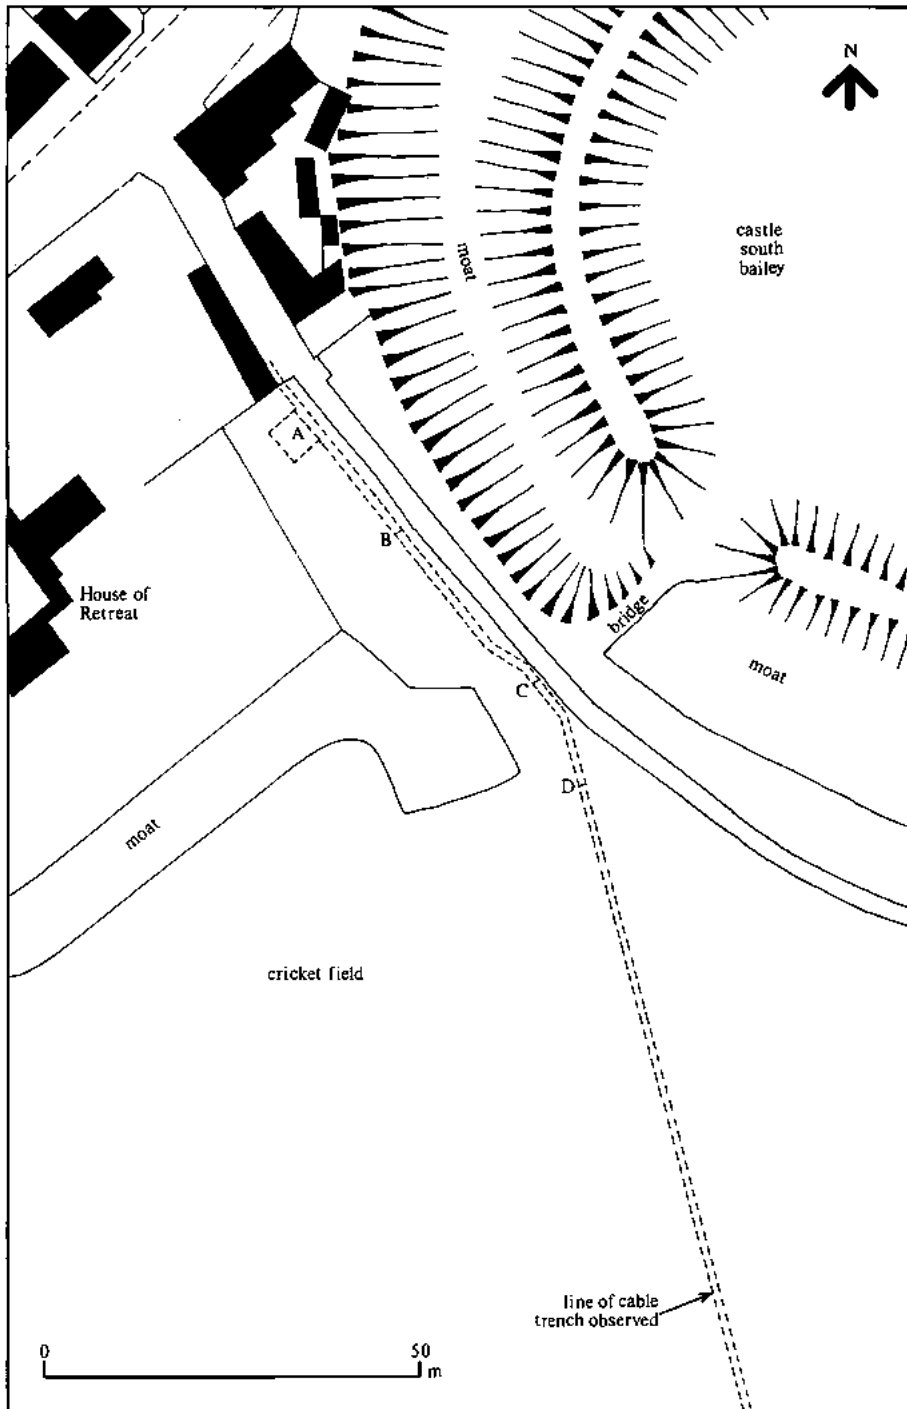 N
castle
south
bailey
moat
A
B
House of
Retreat
bridge
moat
C
D
moat
cricket field
line of cable
trench observed
0
50
m